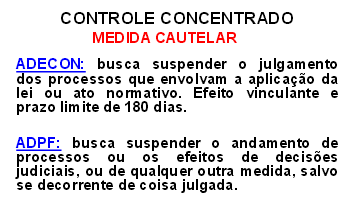 CONTROLE CONCENTRADO
MEDIDA CAUTELAR
ADECON: busca suspender o julgamento
dos processos que envolvam a aplicação da
lei ou ato normativo. Efeito vinculante e
prazo limite de 180 dias.
ADPF: busca suspender o andamento de
processos ou os efeitos de decisões
judiciais, ou de qualquer outra medida, salvo
se decorrente de coisa julgada.